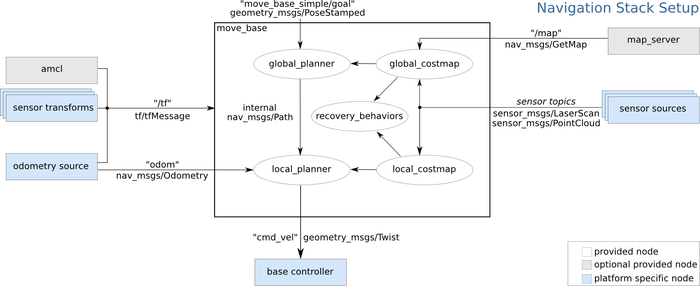 Navigation Stack Setup
"move_base_simple/goal"
geometry_msgs/PoseStamped
move_base
"/map"
nav_msgs/GetMap
map_server
global_planner
global_costmap
amcl
sensor transforms
"/tf"
tf/tfMessage
internal
nav_msgs/Path
recovery_behaviors
sensor topics
sensor_msgs/LaserScan
sensor_msgs/PointCloud
sensor sources
odometry source
"odom"
nav_msgs/Odometry
local_planner
local_costmap
"cmd_vel"
geometry_msgs/Twist
base controller
provided node
optional provided node
platform specific node